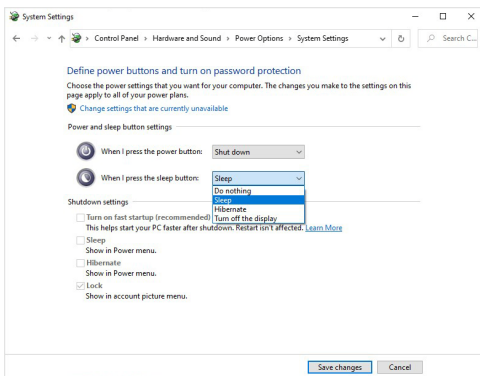 System Settings
Control Panel > Hardware and Sound > Power Options > System Settings
Search C...
Define power buttons and turn on password protection
Choose the power settings that you want for your computer. The changes you make to the settings on this
page apply to all of your power plans.
Change settings that are currently unavailable
Power and sleep button settings
When I press the power button: Shut down
When I press the sleep button: Sleep
Do nothing
Sleep
Hibernate
Turn off the display
Shutdown settings
Turn on fast startup (recommended)
This helps start your PC faster after shutdown. Restart isn't affected. Learn More
Sleep
Show in Power menu.
Hibernate
Show in Power menu.
Lock
Show in account picture menu.
Save changes Cancel